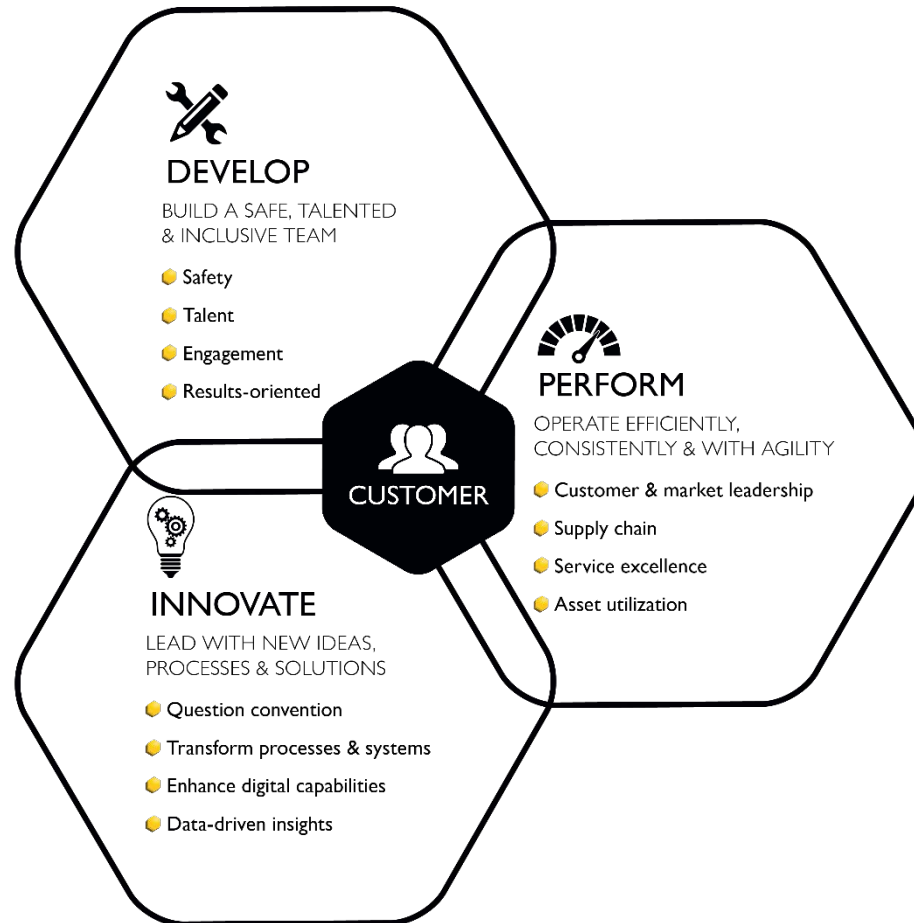 DEVELOP
BUILD A SAFE, TALENTED
& INCLUSIVE TEAM
Safety
Talent
Engagement
Results-oriented
PERFORM
OPERATE EFFICIENTLY,
CONSISTENTLY & WITH AGILITY
Customer & market leadership
Supply chain
Service excellence
Asset utilization
CUSTOMER
INNOVATE
LEAD WITH NEW IDEAS,
PROCESSES & SOLUTIONS
Question convention
Transform processes & systems
Enhance digital capabilities
Data-driven insights